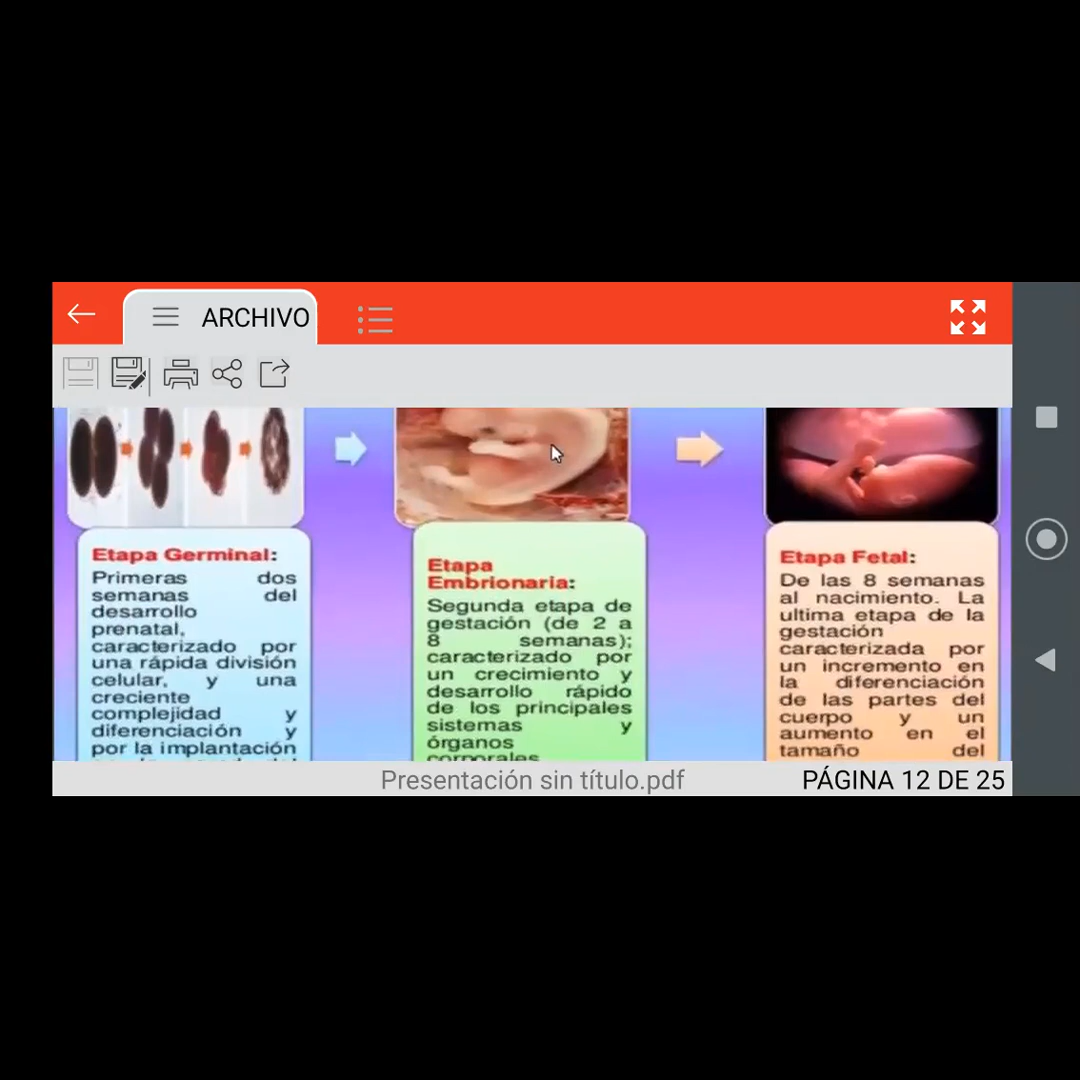 ARCHIVO
Etapa Germinal:
Primeras dos
semanas del
desarrollo
prenatal,
caracterizado por
una rápida división
celular, y una
creciente
complejidad y
diferenciación y
por la implantación
Etapa
Embrionaria:
Segunda etapa de
gestación (de 2 a
8 semanas);
caracterizado por
un crecimiento y
desarrollo rápido
de los principales
sistemas y
órganos
corporales
Etapa Fetal:
De las 8 semanas
al nacimiento. La
ultima etapa de la
gestación
caracterizada por
un incremento en
la diferenciación
de las partes del
cuerpo y un
aumento en el
tamaño del
Presentación sin título.pdf
PÁGINA 12 DE 25